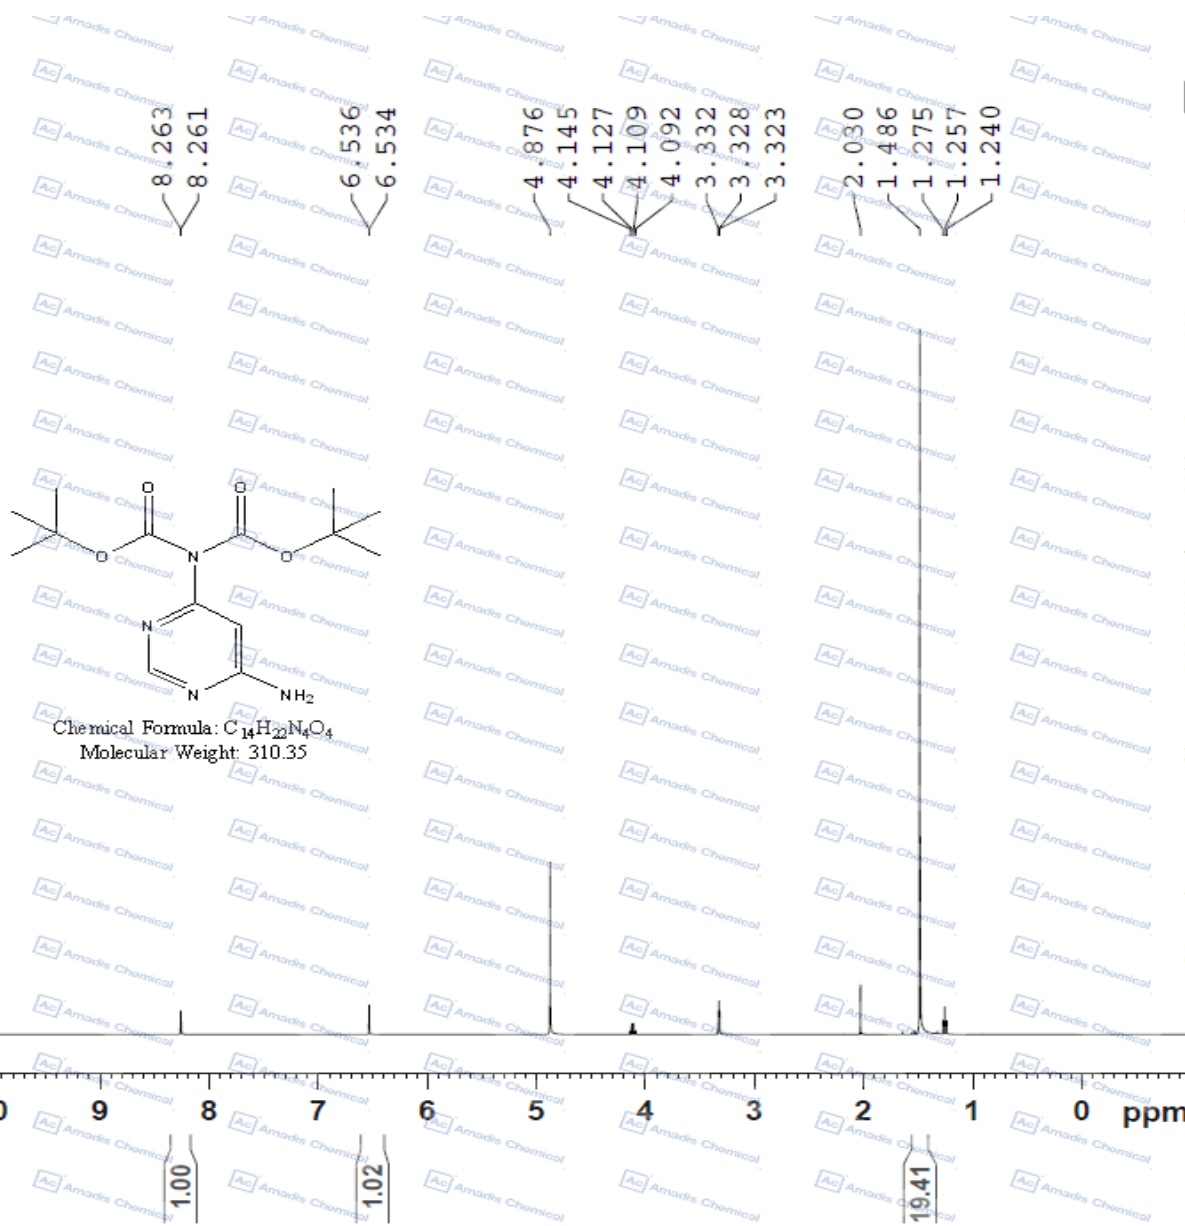 Ac Amadis Chemical
8.263
8.261
6.536
6.534
4.876
4.145
4.127
4.109
4.092
3.332
3.328
3.323
2.030
1.486
1.275
1.257
1.240
O O
O N O
N
N NH2
Chemical Formula: C14H22N4O4
Molecular Weight: 310.35
9 8 7 6 5 4 3 2 1 0 ppm
1.00
1.02
19.41